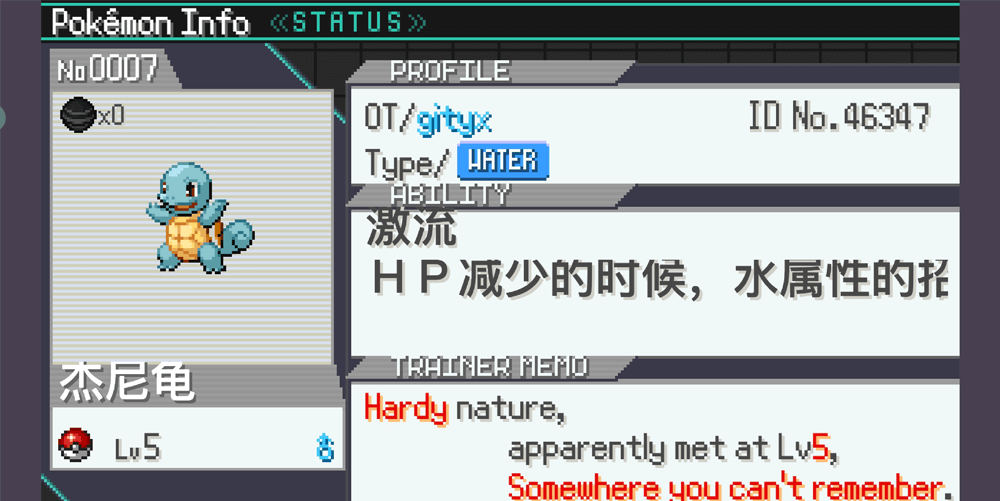 Pokémon Info «STATUS»
No0007
x0
杰尼龟
Lv5
PROFILE
OT/gityx
ID No.46347
Type/ WATER
ABILITY
激流
HP减少的时候，水属性的招
TRAINER MEMO
Hardy nature,
apparently met at Lv5,
Somewhere you can't remember.